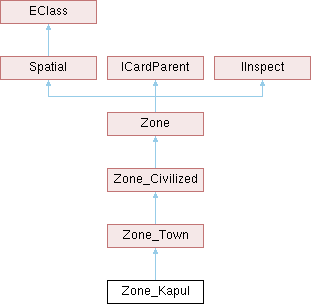 EClass
Spatial
ICardParent
IInspect
Zone
Zone_Civilized
Zone_Town
Zone_Kapul